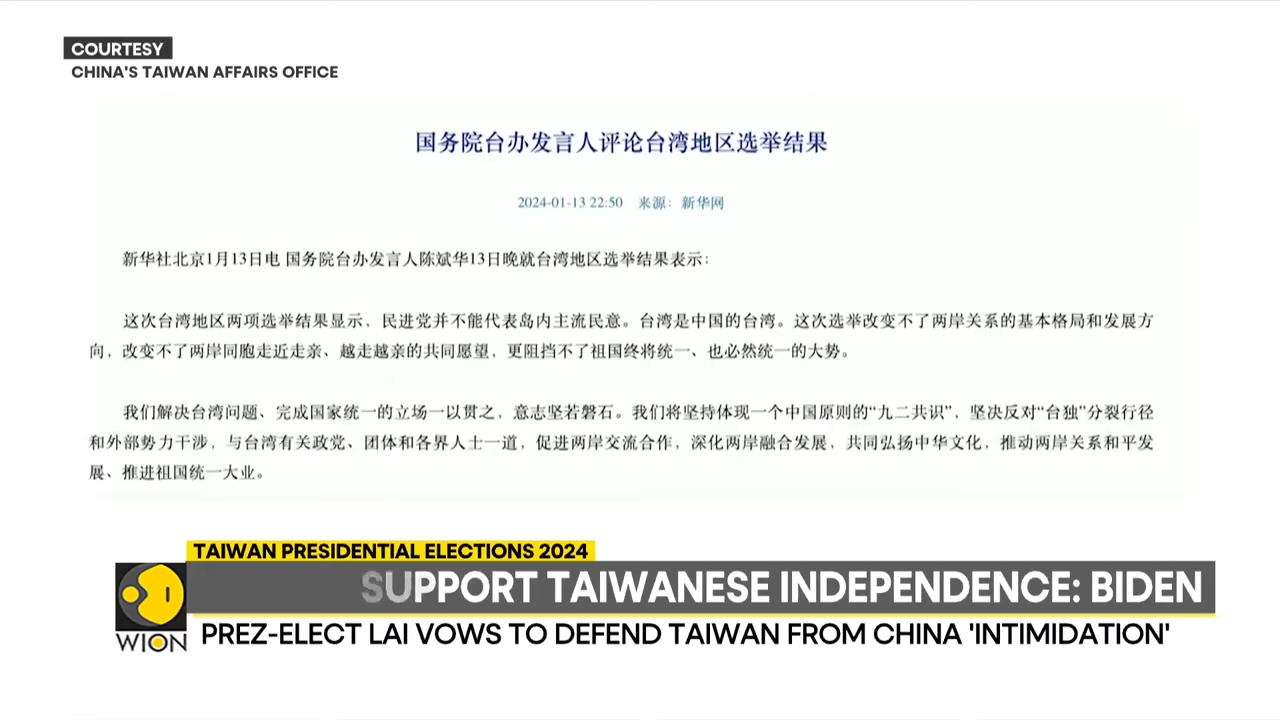 COURTESY
CHINA'S TAIWAN AFFAIRS OFFICE
国务院台办发言人评论台湾地区选举结果
2024-01-13 22:50 来源：新华网
新华社北京1月13日电 国务院台办发言人陈斌华13日晚就台湾地区选举结果表示：
这次台湾地区两项选举结果显示，民进党并不能代表岛内主流民意。台湾是中国的台湾。这次选举改变不了两岸关系的基本格局和发展方
向，改变不了两岸同胞走近走亲、越走越亲的共同愿望，更阻挡不了祖国终将统一、也必然统一的大势。
我们解决台湾问题、完成国家统一的立场一以贯之，意志坚若磐石。我们将坚持体现一个中国原则的“九二共识”，坚决反对“台独”分裂行径
和外部势力干涉，与台湾有关政党、团体和各界人士一道，促进两岸交流合作，深化两岸融合发展，共同弘扬中华文化，推动两岸关系和平发
展、推进祖国统一大业。
TAIWAN PRESIDENTIAL ELECTIONS 2024
SUPPORT TAIWANESE INDEPENDENCE: BIDEN
PREZ-ELECT LAI VOWS TO DEFEND TAIWAN FROM CHINA 'INTIMIDATION'
WION